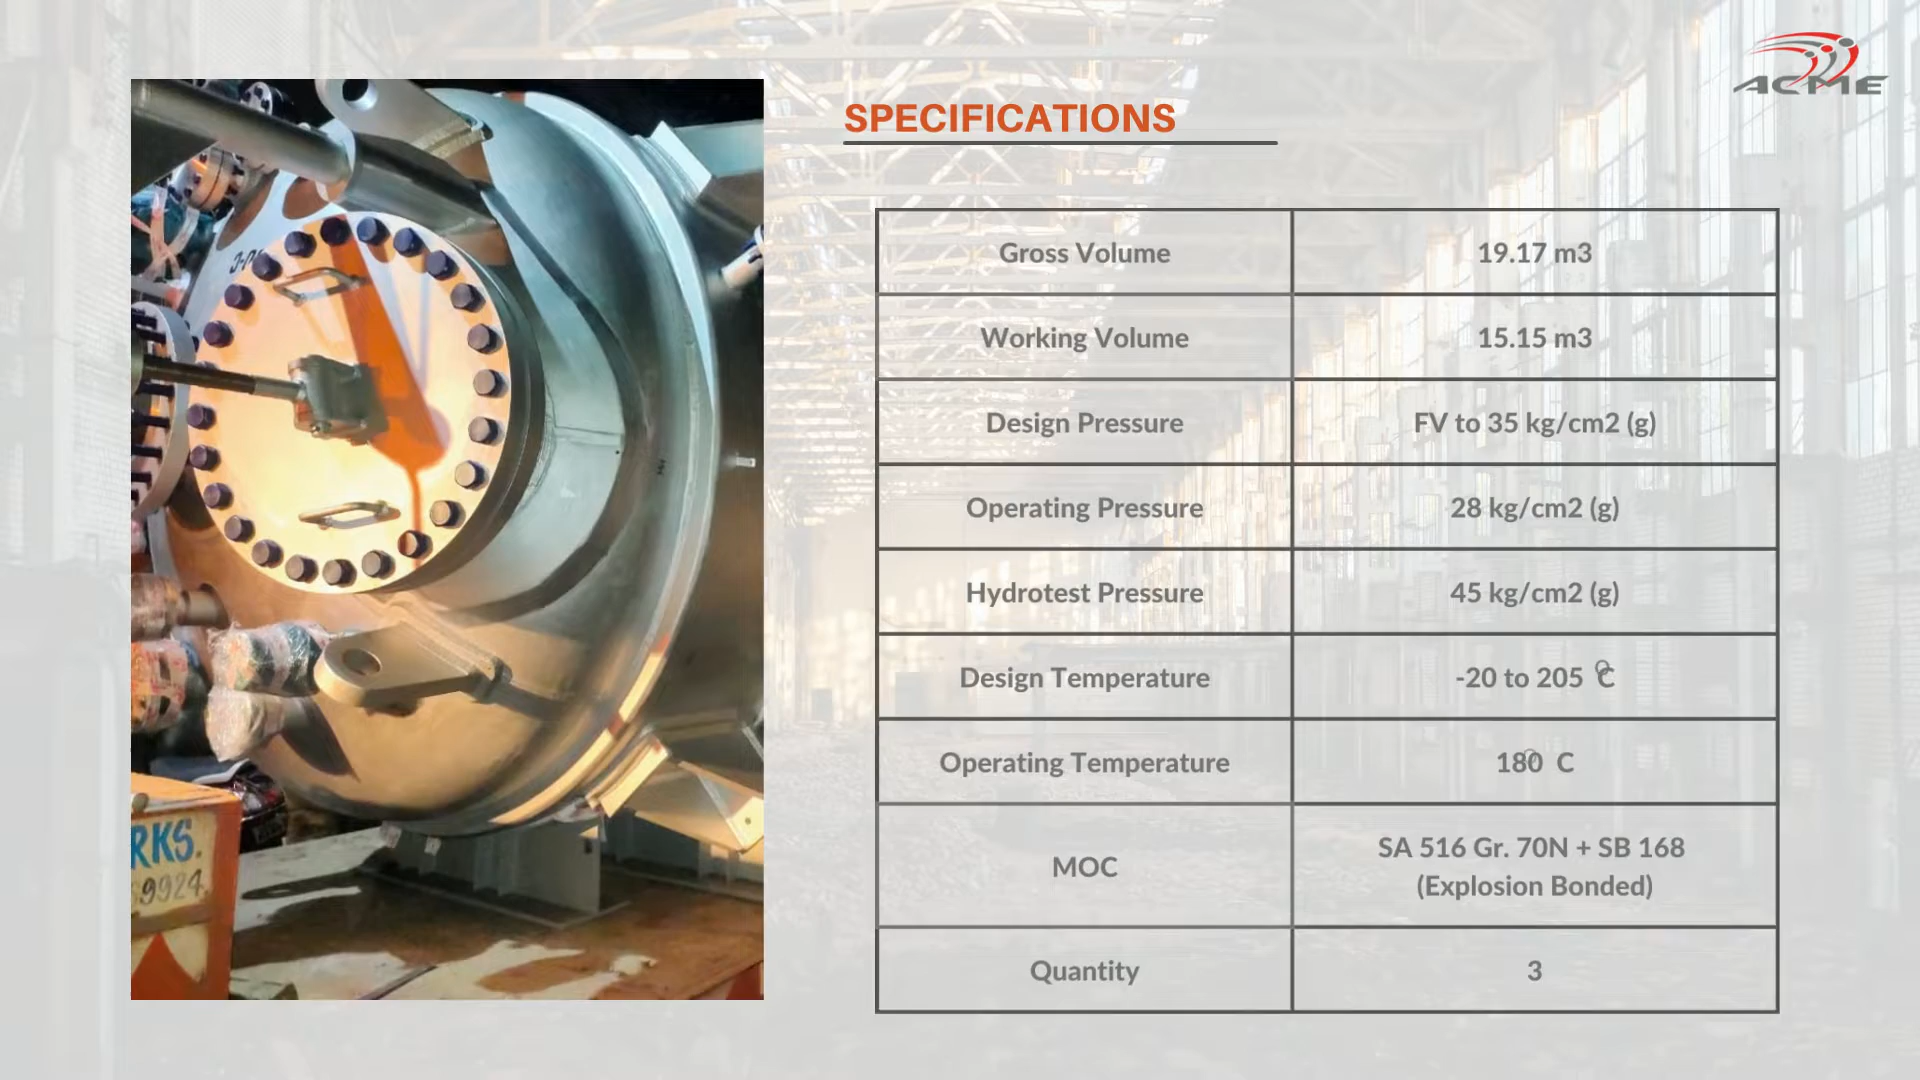 ACME
SPECIFICATIONS
Gross Volume 19.17 m3
Working Volume 15.15 m3
Design Pressure FV to 35 kg/cm2 (g)
Operating Pressure 28 kg/cm2 (g)
Hydrotest Pressure 45 kg/cm2 (g)
Design Temperature -20 to 205 °C
Operating Temperature 180 °C
MOC SA 516 Gr. 70N + SB 168
(Explosion Bonded)
Quantity 3
RKS.
9924